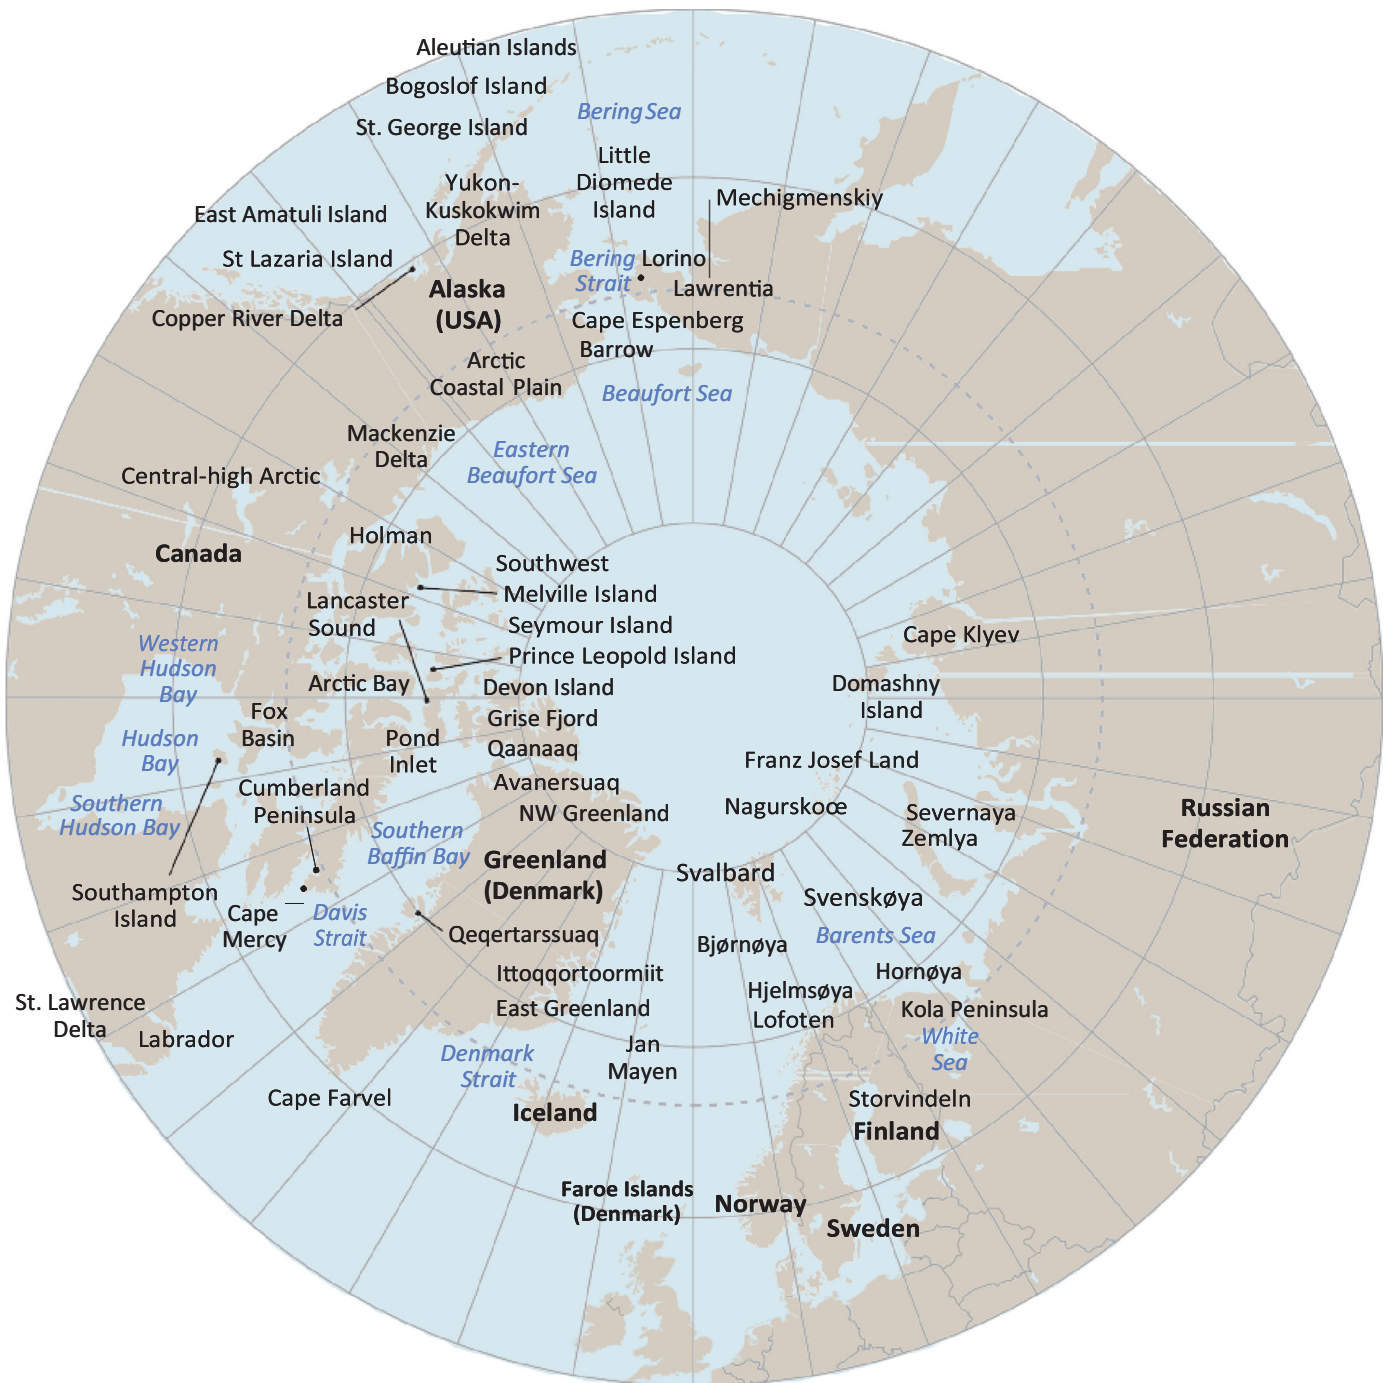 Aleutian Islands
Bogoslof Island
Bering Sea
St. George Island
Little
Diomede
Island
Yukon-
Kuskokwim
Delta
Mechigmenskiy
East Amatuli Island
St Lazaria Island
Bering
Strait
Lorino
Lawrentia
Alaska
(USA)
Copper River Delta
Cape Espenberg
Barrow
Arctic
Coastal Plain
Beaufort Sea
Mackenzie
Delta
Eastern
Beaufort Sea
Central-high Arctic
Holman
Canada
Southwest
Melville Island
Lancaster
Sound
Seymour Island
Cape Klyev
Western
Hudson
Bay
Prince Leopold Island
Arctic Bay
Devon Island
Domashny
Island
Fox
Basin
Grise Fjord
Hudson
Bay
Pond
Inlet
Qaanaaq
Franz Josef Land
Cumberland
Peninsula
Avanersuaq
Southern
Hudson Bay
NW Greenland
Nagurskoœ
Severnaya
Zemlya
Russian
Federation
Southern
Baffin Bay
Greenland
(Denmark)
Svalbard
Southampton
Island
Cape
Mercy
Davis
Strait
Svenskøya
Qeqertarssuaq
Bjørnøya
Barents Sea
Ittoqqortoormiit
Hornøya
St. Lawrence
Delta
East Greenland
Hjelmsøya
Lofoten
Kola Peninsula
Labrador
Denmark
Strait
Jan
Mayen
White
Sea
Cape Farvel
Iceland
Storvindeln
Finland
Faroe Islands
(Denmark)
Norway
Sweden